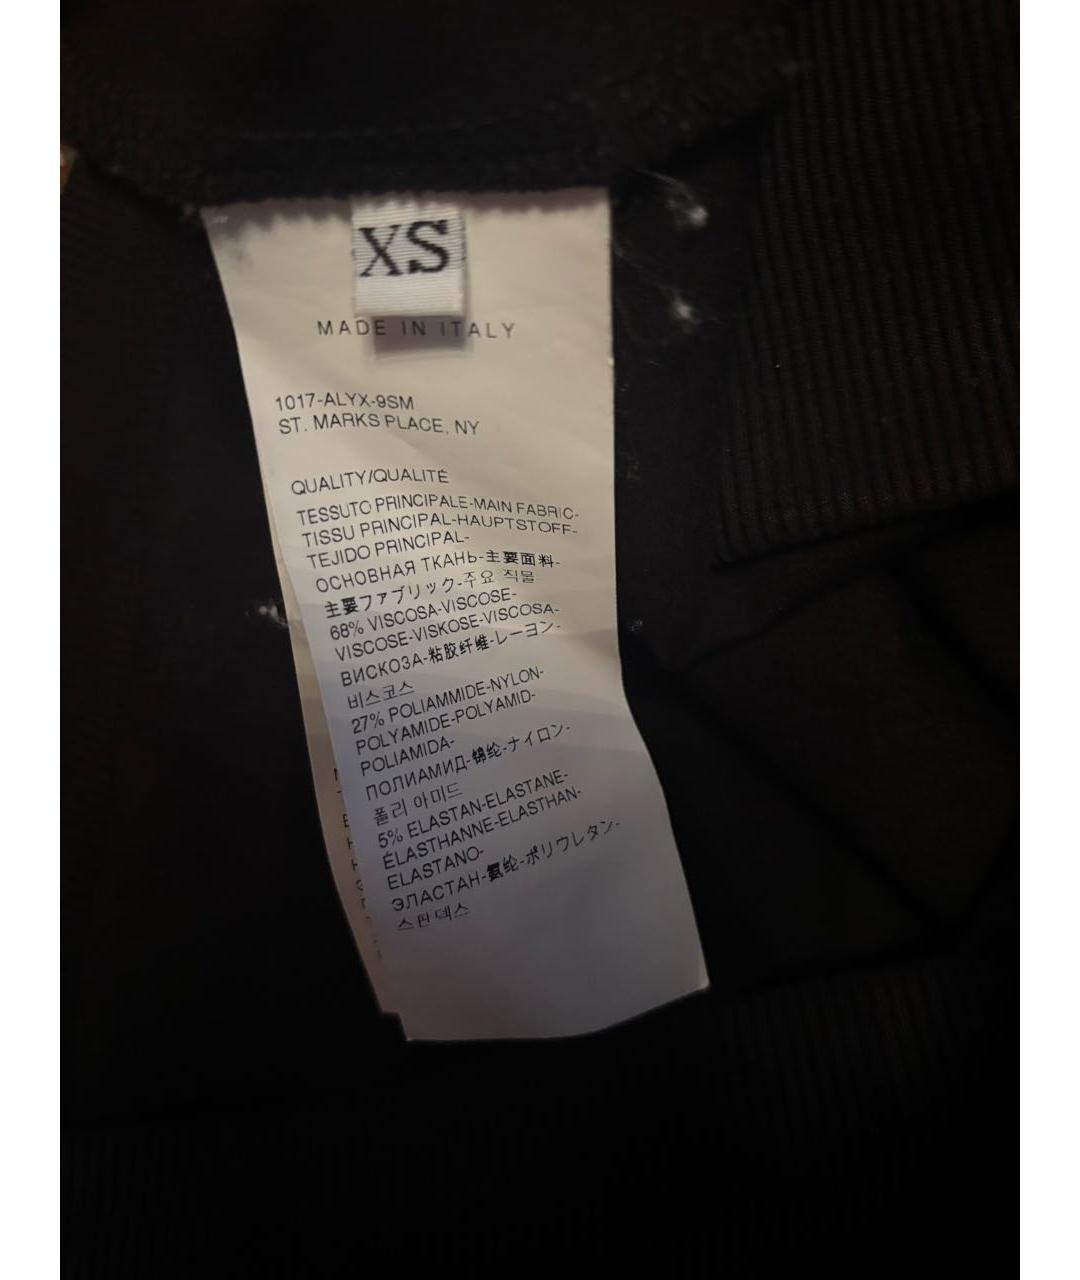 XS
MADE IN ITALY
1017-ALYX-9SM
ST. MARKS PLACE, NY
QUALITY/QUALITÉ
TESSUTO PRINCIPALE-MAIN FABRIC-
TISSU PRINCIPAL-HAUPTSTOFF-
TEJIDO PRINCIPAL-
ОСНОВНАЯ ТКАНЬ-主要面料-
主要ファブリック-주요 직물
68% VISCOSA-VISCOSE-
VISCOSE-VISKOSE-VISCOSA-
ВИСКОЗА-粘胶纤维-レーヨン-
비스코스
27% POLIAMMIDE-NYLON-
POLYAMIDE-POLYAMID-
POLIAMIDA-
ПОЛИАМИД-锦纶-ナイロン-
폴리 아미드
5% ELASTAN-ELASTANE-
ÉLASTHANNE-ELASTHAN-
ELASTANO-
ЭЛАСТАН-氨纶-ポリウレタン-
스판덱스